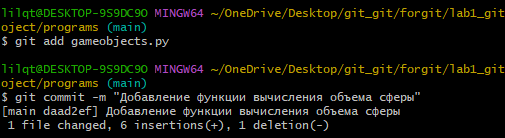 lilqt@DESKTOP-9S9DC9O MINGW64 ~/OneDrive/Desktop/git_git/forgit/lab1_git
oject/programs (main)
$ git add gameobjects.py
lilqt@DESKTOP-9S9DC9O MINGW64 ~/OneDrive/Desktop/git_git/forgit/lab1_git
oject/programs (main)
$ git commit -m "Добавление функции вычисления объема сферы"
[main daad2ef] Добавление функции вычисления объема сферы
1 file changed, 6 insertions(+), 1 deletion(-)